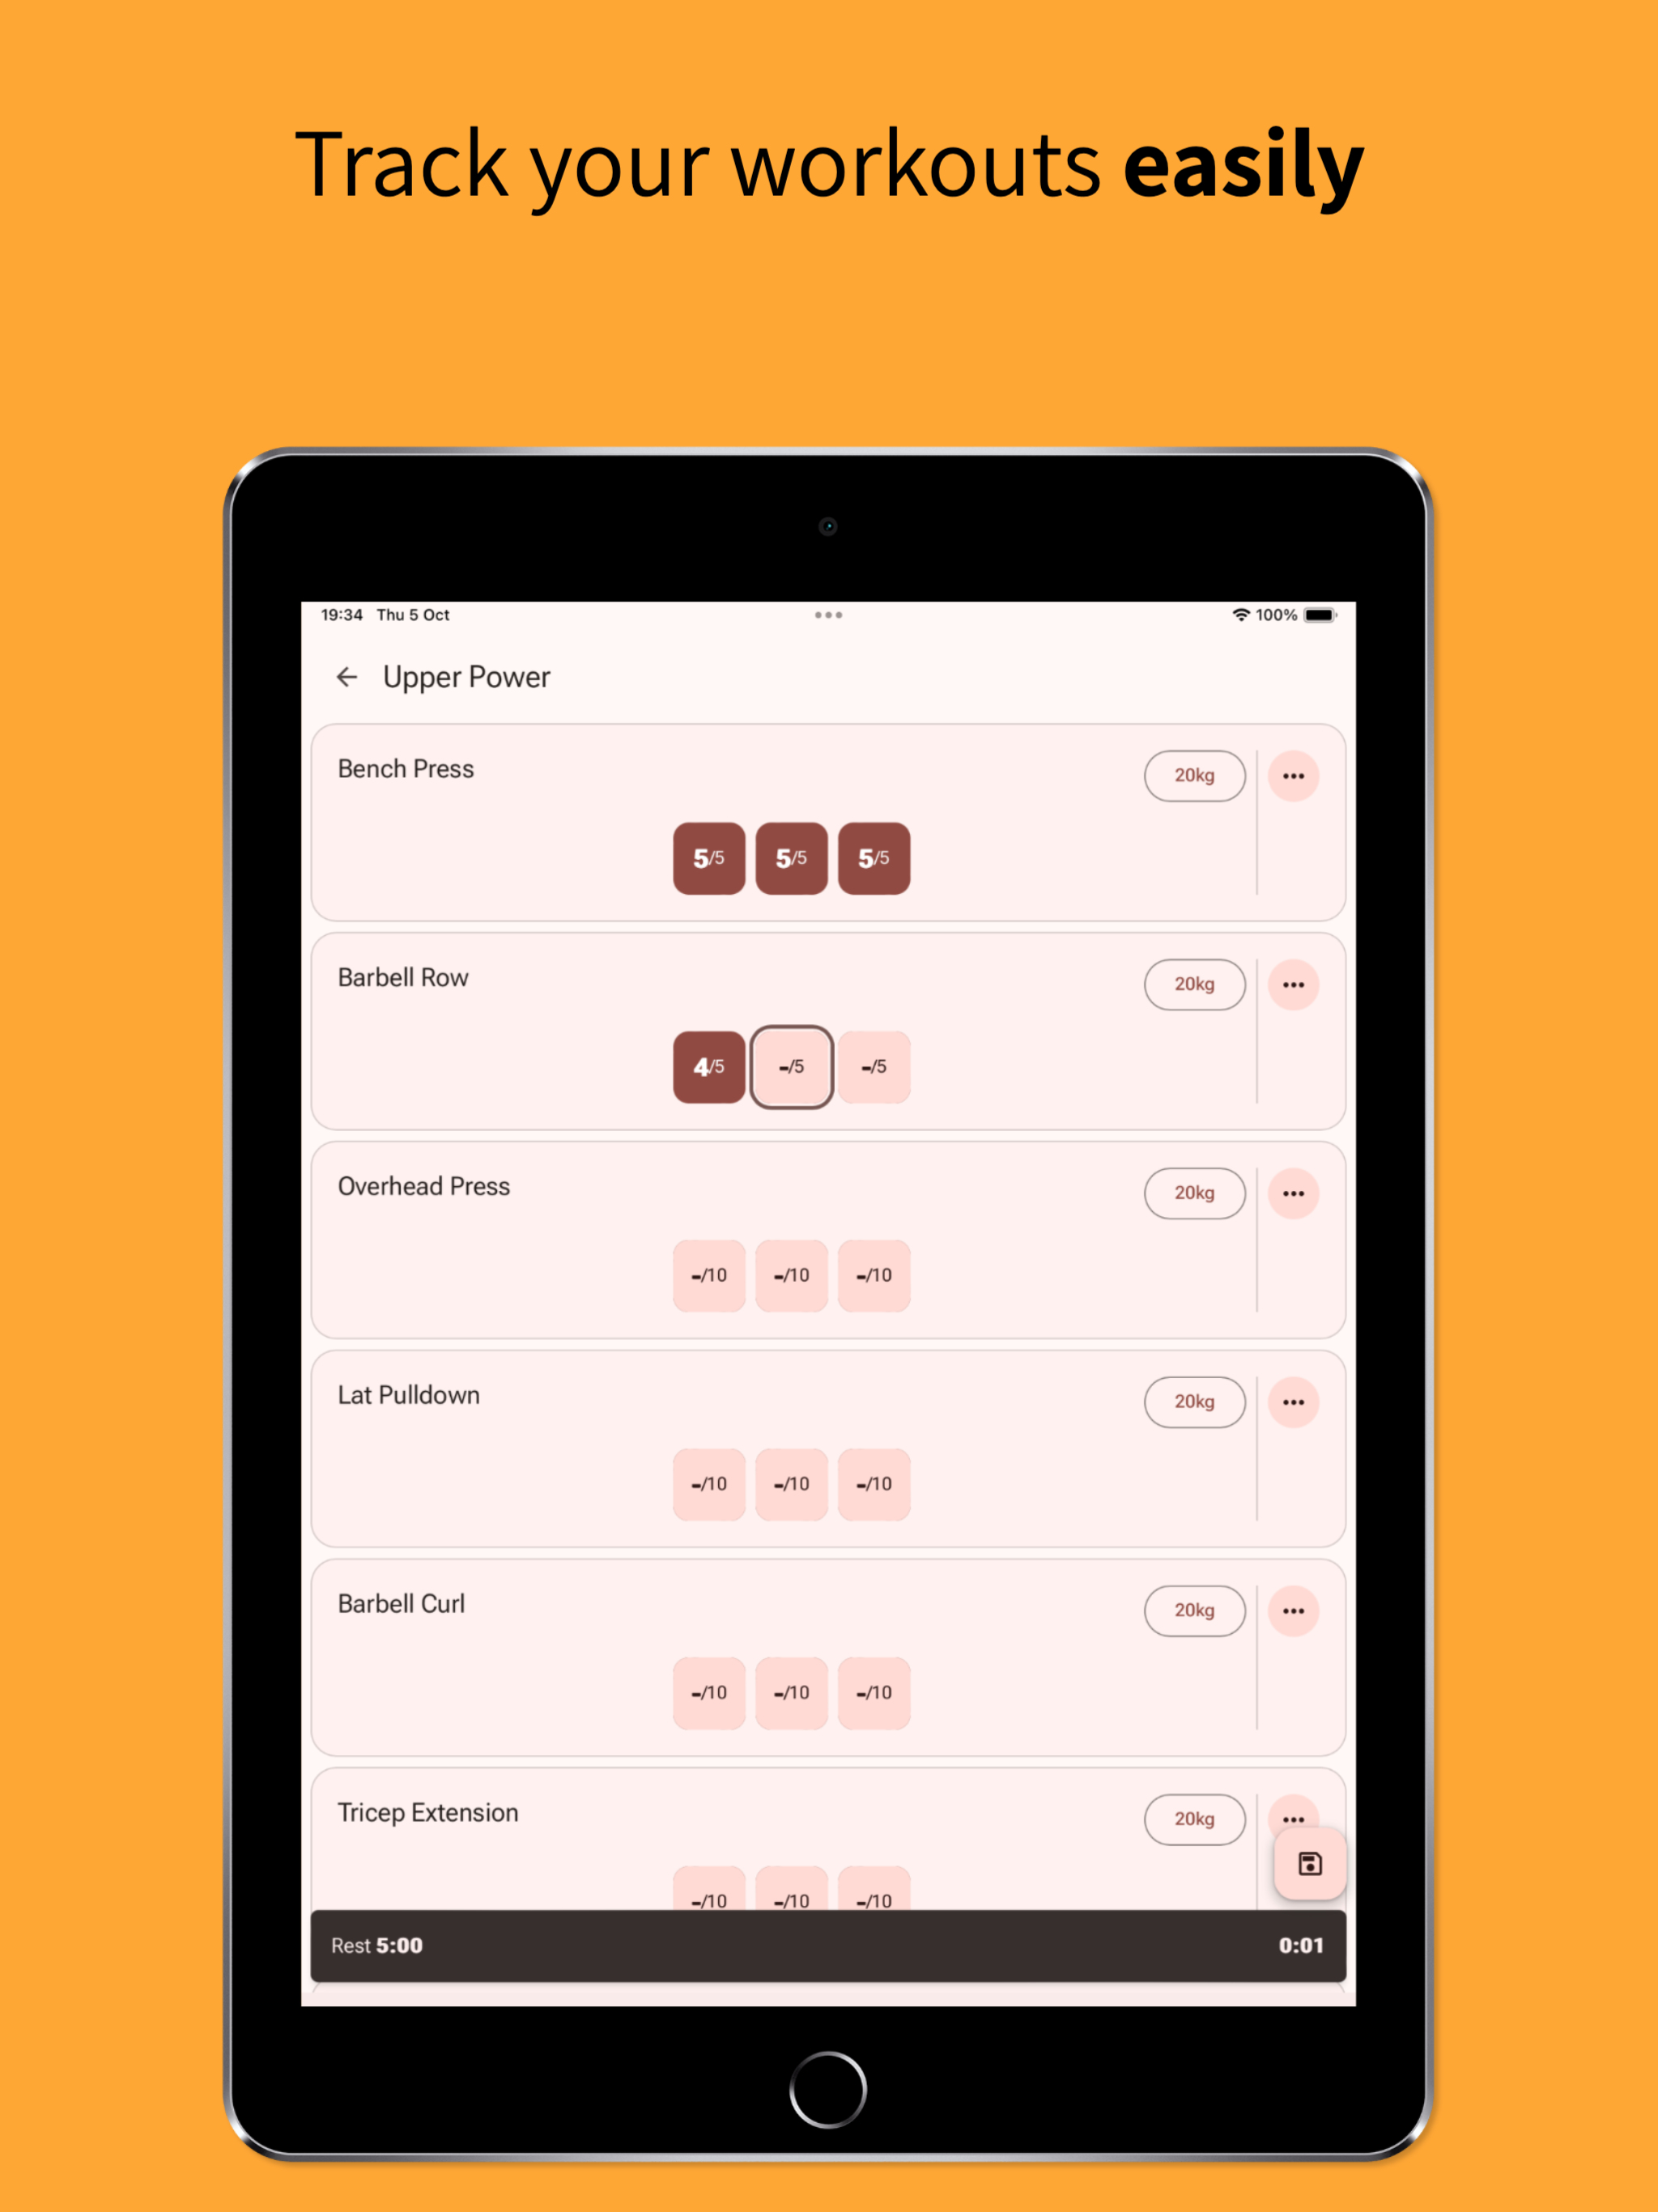 Track your workouts easily
19:34 Thu 5 Oct 100%
Upper Power
Bench Press 20kg
5/5 5/5 5/5
Barbell Row 20kg
4/5 -/5 -/5
Overhead Press 20kg
-/10 -/10 -/10
Lat Pulldown 20kg
-/10 -/10 -/10
Barbell Curl 20kg
-/10 -/10 -/10
Tricep Extension 20kg
-/10 -/10 -/10
Rest 5:00 0:01